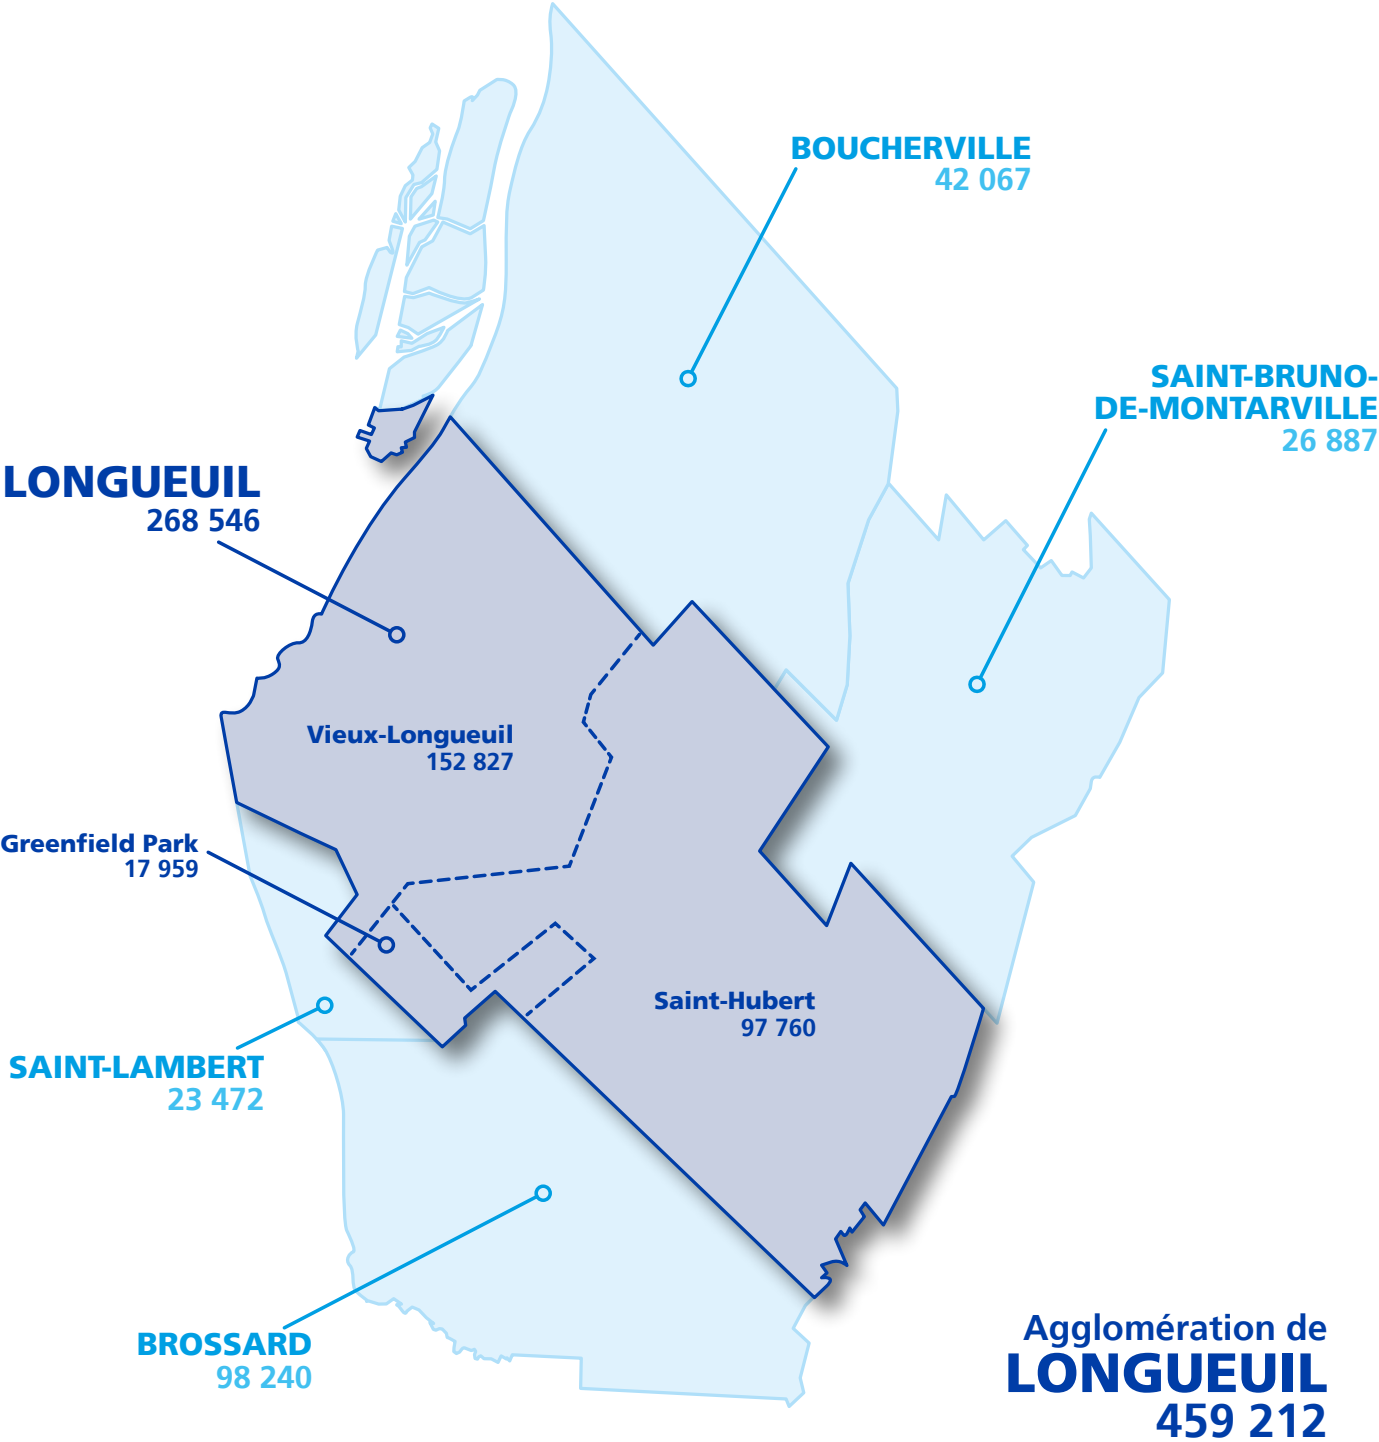 BOUCHERVILLE
42 067
SAINT-BRUNO-
DE-MONTARVILLE
26 887
LONGUEUIL
268 546
Vieux-Longueuil
152 827
Greenfield Park
17 959
Saint-Hubert
97 760
SAINT-LAMBERT
23 472
BROSSARD
98 240
Agglomération de
LONGUEUIL
459 212